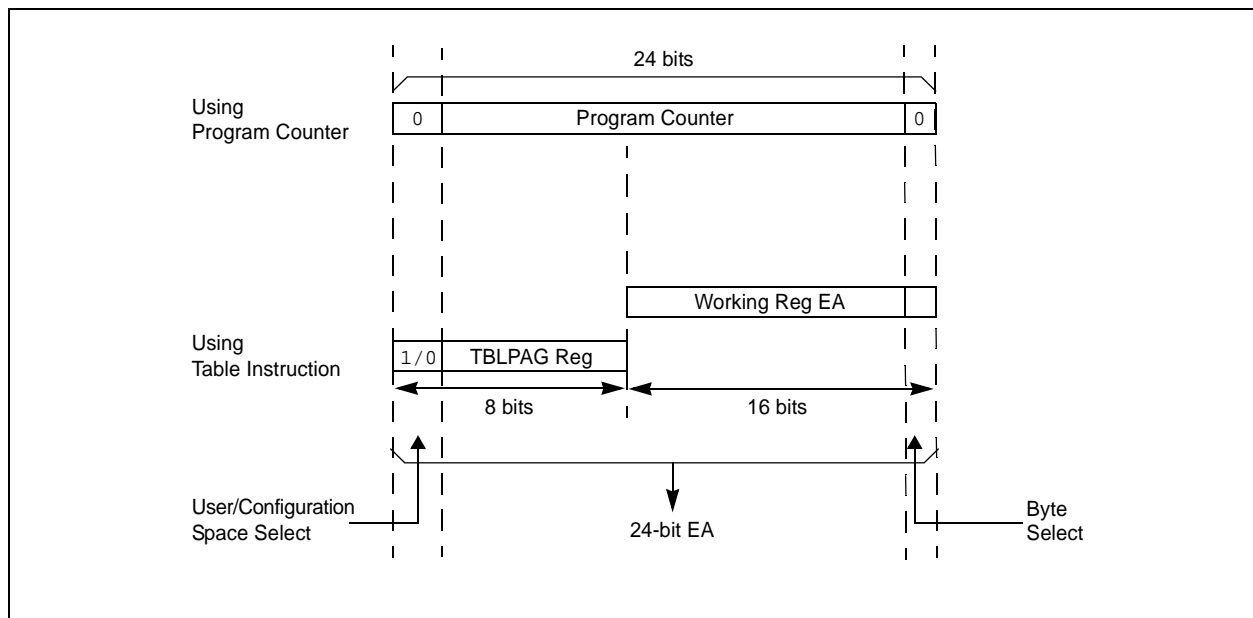 24 bits
Using
Program Counter
0
Program Counter
0
Working Reg EA
Using
Table Instruction
1/0
TBLPAG Reg
8 bits
16 bits
User/Configuration
Space Select
24-bit EA
Byte
Select